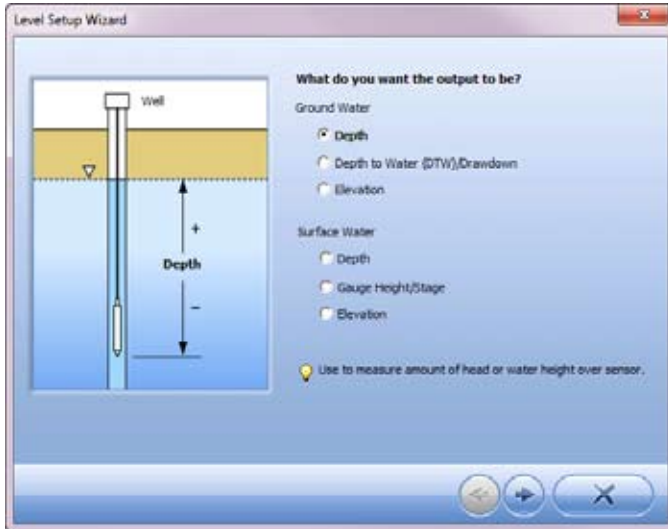 Level Setup Wizard
Well
+
Depth
−
What do you want the output to be?
Ground Water
Depth
Depth to Water (DTW)/Drawdown
Elevation
Surface Water
Depth
Gauge Height/Stage
Elevation
Use to measure amount of head or water height over sensor.